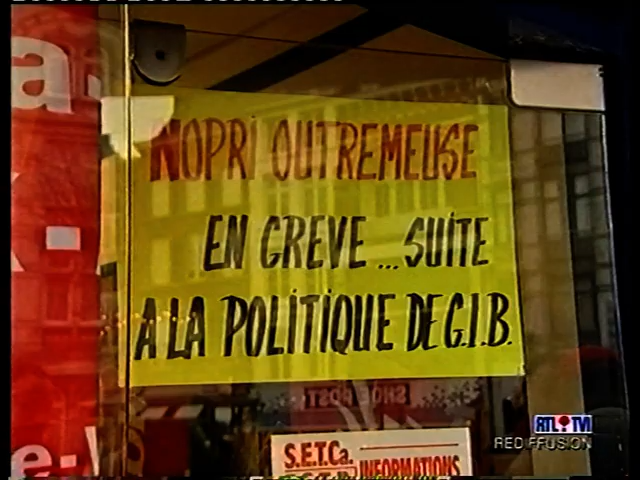 NOPRI OUTREMEUSE
EN GREVE ... SUITE
A LA POLITIQUE DE G.I.B.
SHOE POST
S.E.T.Ca. INFORMATIONS
RTL TVI
REDIFFUSION